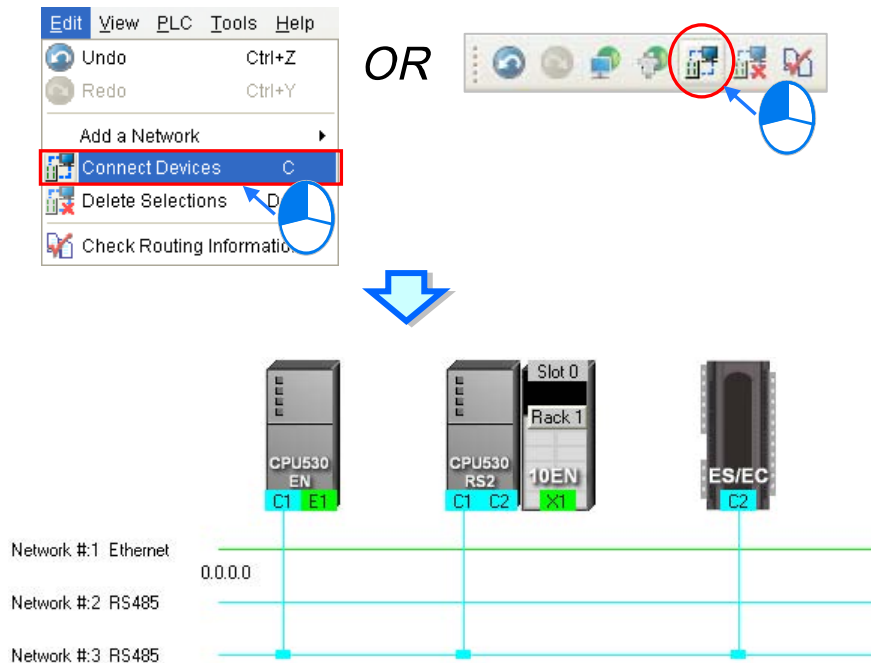 Edit View PLC Tools Help
Undo Ctrl+Z
Redo Ctrl+Y
Add a Network
Connect Devices C
Delete Selections
Check Routing
OR
Slot 0
Rack 1
CPU530 EN
CPU530 RS2
10EN
ES/EC
C1 E1
C1 C2
X1
C2
Network #:1 Ethernet
0.0.0.0
Network #:2 RS485
Network #:3 RS485